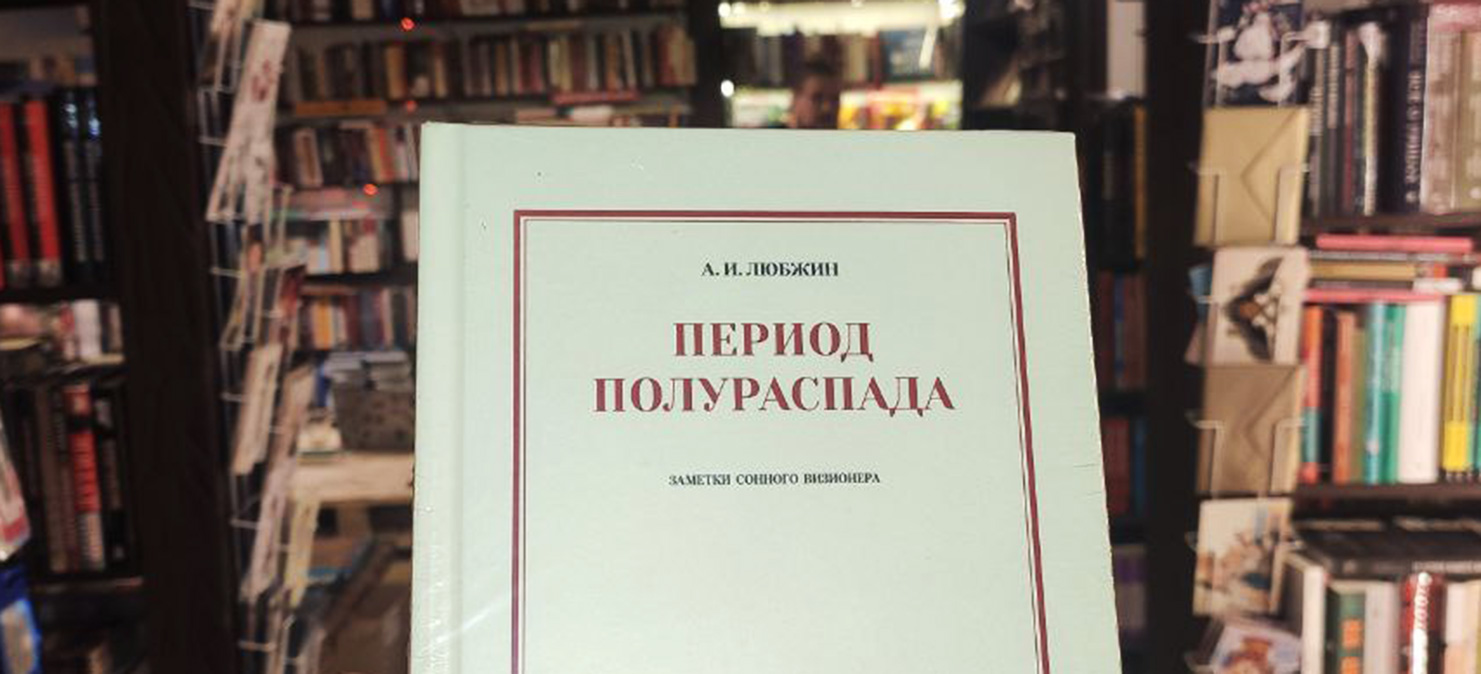 А. И. ЛЮБЖИН
ПЕРИОД
ПОЛУРАСПАДА
ЗАМЕТКИ СОННОГО ВИЗИОНЕРА